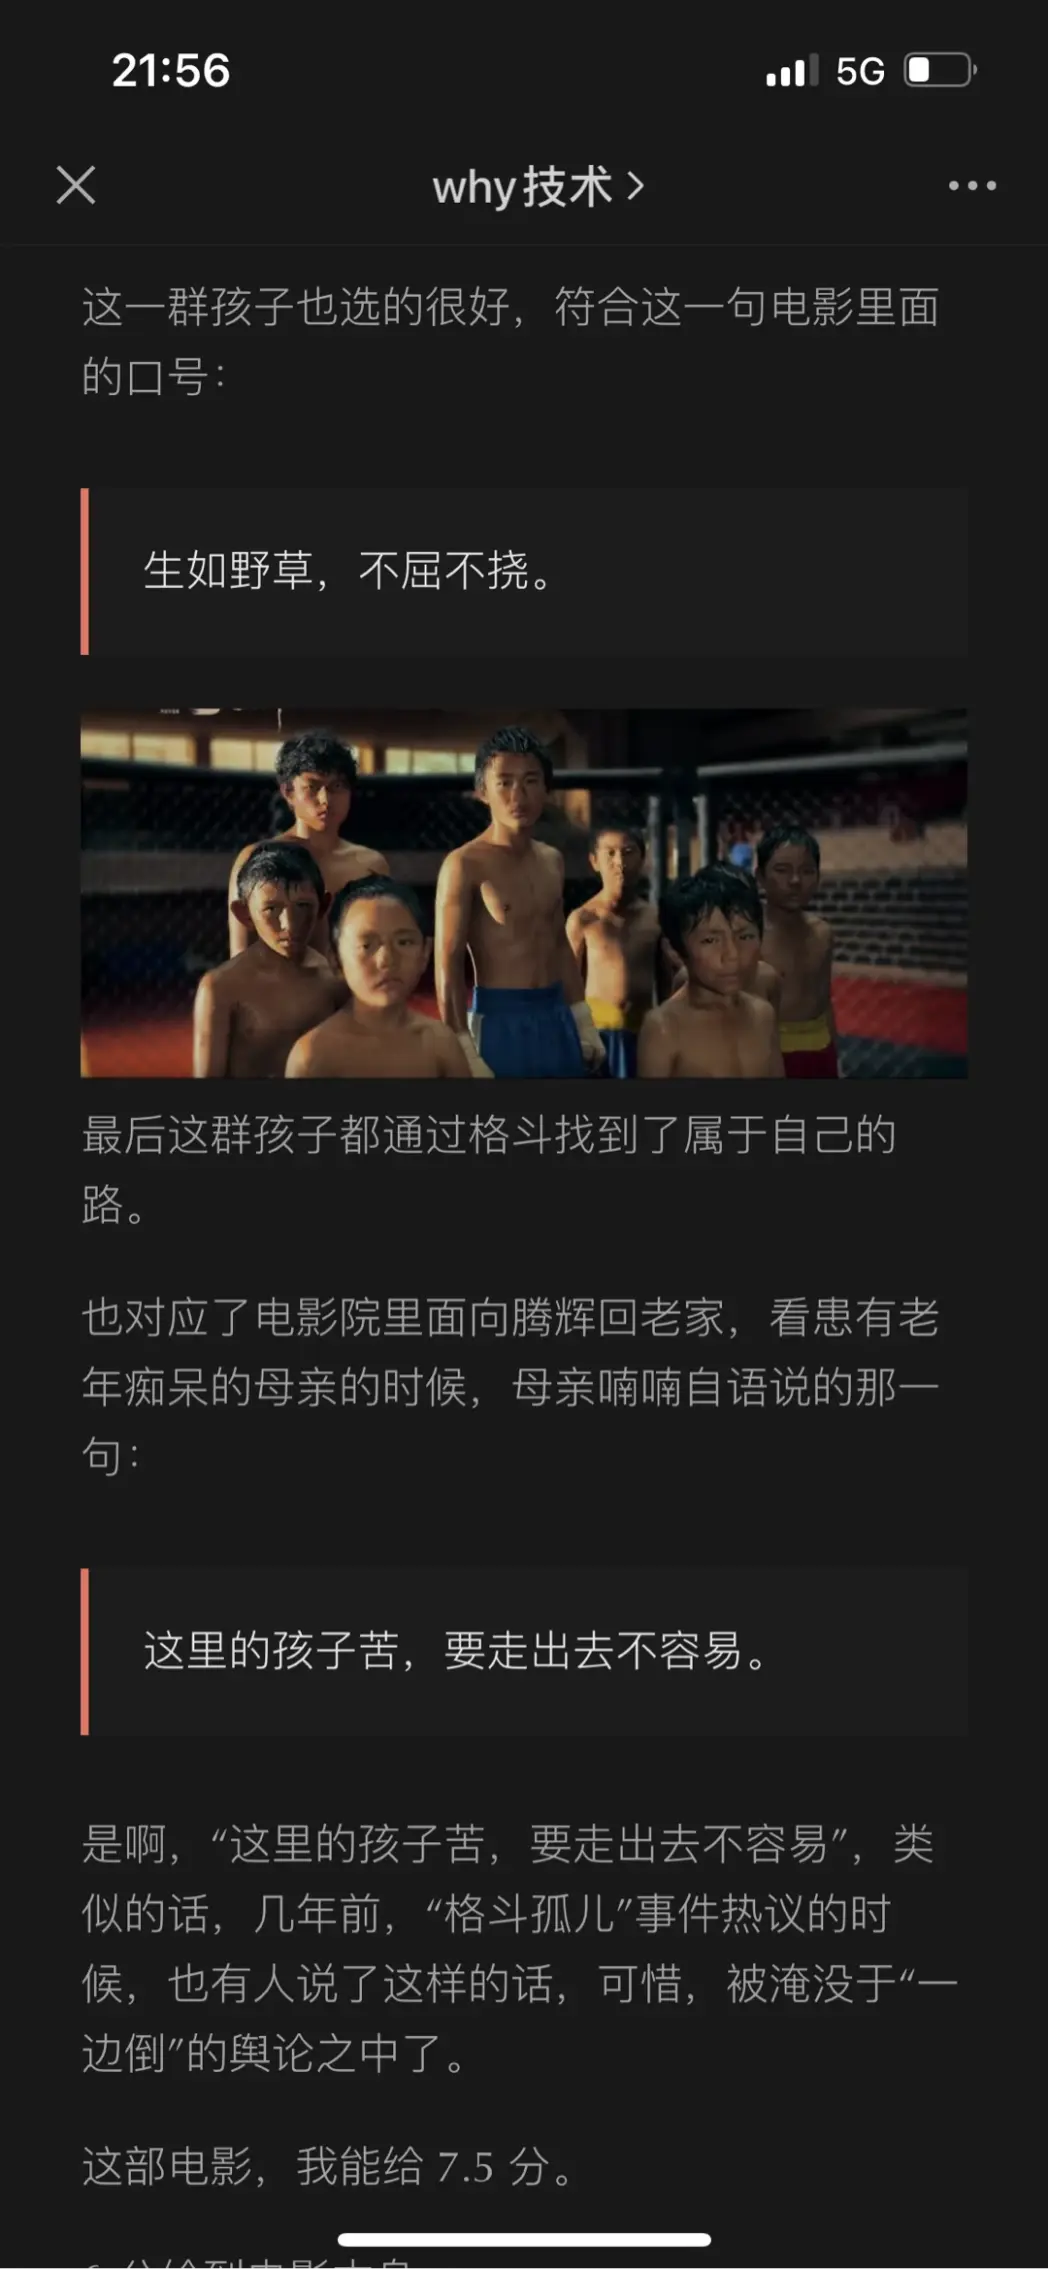 21:56
5G
why技术
这一群孩子也选的很好，符合这一句电影里面
的口号：
生如野草，不屈不挠。
最后这群孩子都通过格斗找到了属于自己的
路。
也对应了电影院里面向腾辉回老家，看患有老
年痴呆的母亲的时候，母亲喃喃自语说的那一
句：
这里的孩子苦，要走出去不容易。
是啊，“这里的孩子苦，要走出去不容易”，类
似的话，几年前，“格斗孤儿”事件热议的时
候，也有人说了这样的话，可惜，被淹没于“一
边倒”的舆论之中了。
这部电影，我能给 7.5 分。